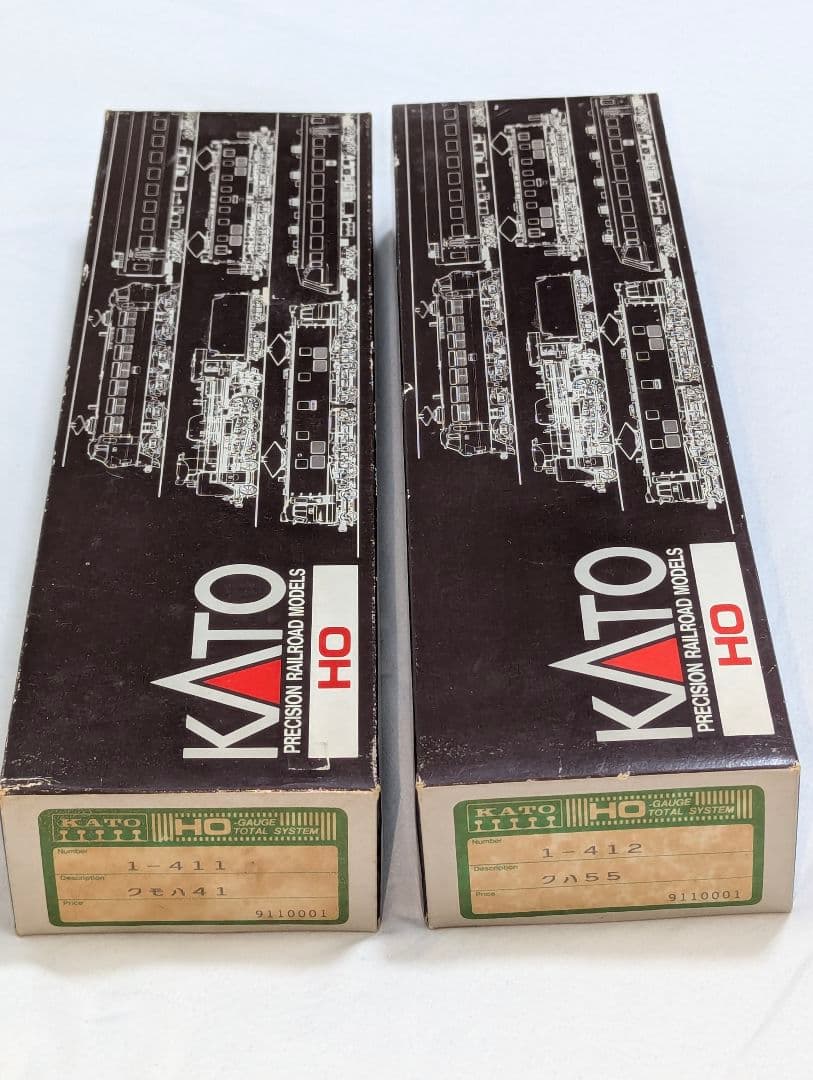 KATO
PRECISION RAILROAD MODELS
HO
KATO
HO-GAUGE
TOTAL SYSTEM
Number
1-411
Description
クモハ41
Price
9110001
KATO
PRECISION RAILROAD MODELS
HO
KATO
HO-GAUGE
TOTAL SYSTEM
Number
1-412
Description
クハ55
Price
9110001